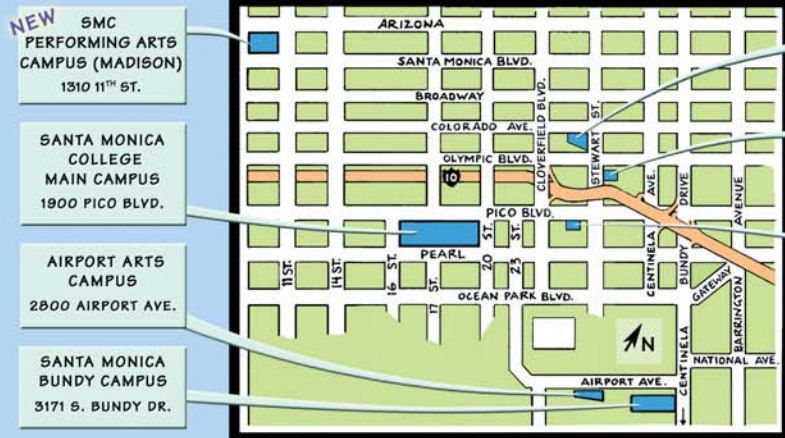 NEW
SMC
PERFORMING ARTS
CAMPUS (MADISON)
1310 11TH ST.
SANTA MONICA
COLLEGE
MAIN CAMPUS
1900 PICO BLVD.
AIRPORT ARTS
CAMPUS
2800 AIRPORT AVE.
SANTA MONICA
BUNDY CAMPUS
3171 S. BUNDY DR.
ARIZONA
SANTA MONICA BLVD.
BROADWAY
COLORADO AVE.
OLYMPIC BLVD.
CLOVERFIELD BLVD.
STEWART ST.
10
PICO BLVD.
PEARL
11 ST.
14 ST.
16 ST.
17 ST.
20 ST.
23 ST.
CENTINELA AVE.
BUNDY DRIVE
BARRINGTON AVENUE
GATEWAY
OCEAN PARK BLVD.
N
NATIONAL AVE.
AIRPORT AVE.
CENTINELA